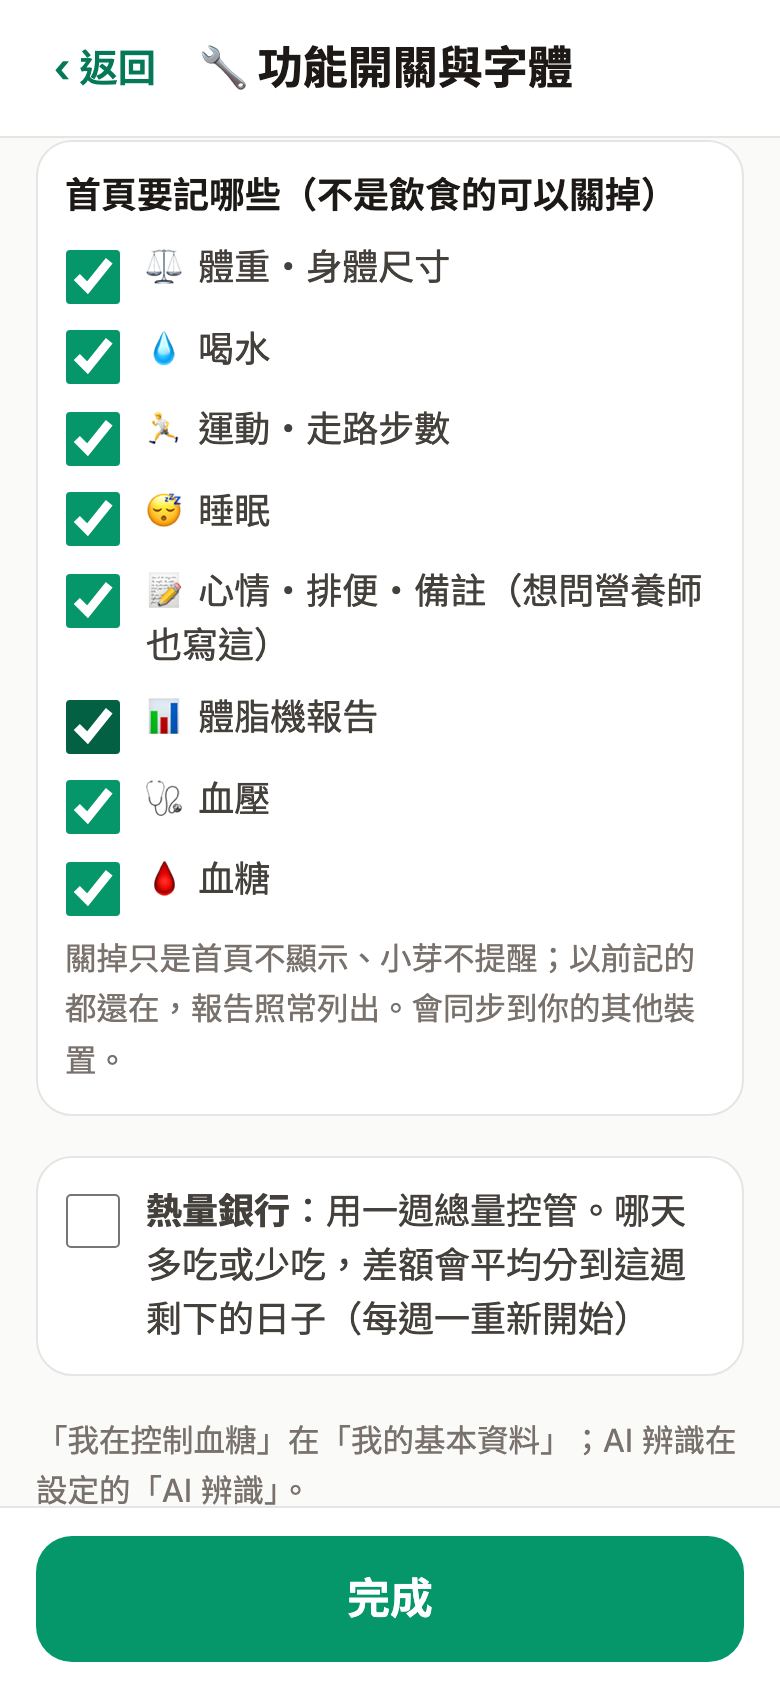 ‹ 返回 🔧 功能開關與字體
首頁要記哪些（不是飲食的可以關掉）
⚖️ 體重・身體尺寸
💧 喝水
🏃 運動・走路步數
😴 睡眠
📝 心情・排便・備註（想問營養師
也寫這）
📊 體脂機報告
🩺 血壓
🩸 血糖
關掉只是首頁不顯示、小芽不提醒；以前記的
都還在，報告照常列出。會同步到你的其他裝
置。
熱量銀行：用一週總量控管。哪天
多吃或少吃，差額會平均分到這週
剩下的日子（每週一重新開始）
「我在控制血糖」在「我的基本資料」；AI 辨識在
設定的「AI 辨識」。
完成